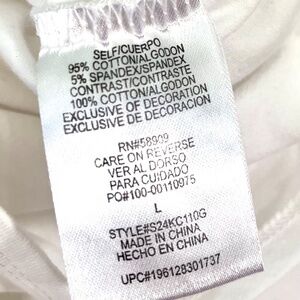 SELF/CUERPO
95% COTTON/ALGODON
5% SPANDEX/SPANDEX
CONTRAST/CONTRASTE
100% COTTON/ALGODON
EXCLUSIVE OF DECORATION
EXCLUSIVE DE DECORATION
RN#58909
CARE ON REVERSE
VER AL DORSO
PARA CUIDADO
PO#100-00110975
L
STYLE#S24KC110G
MADE IN CHINA
HECHO EN CHINA
UPC#196128301737